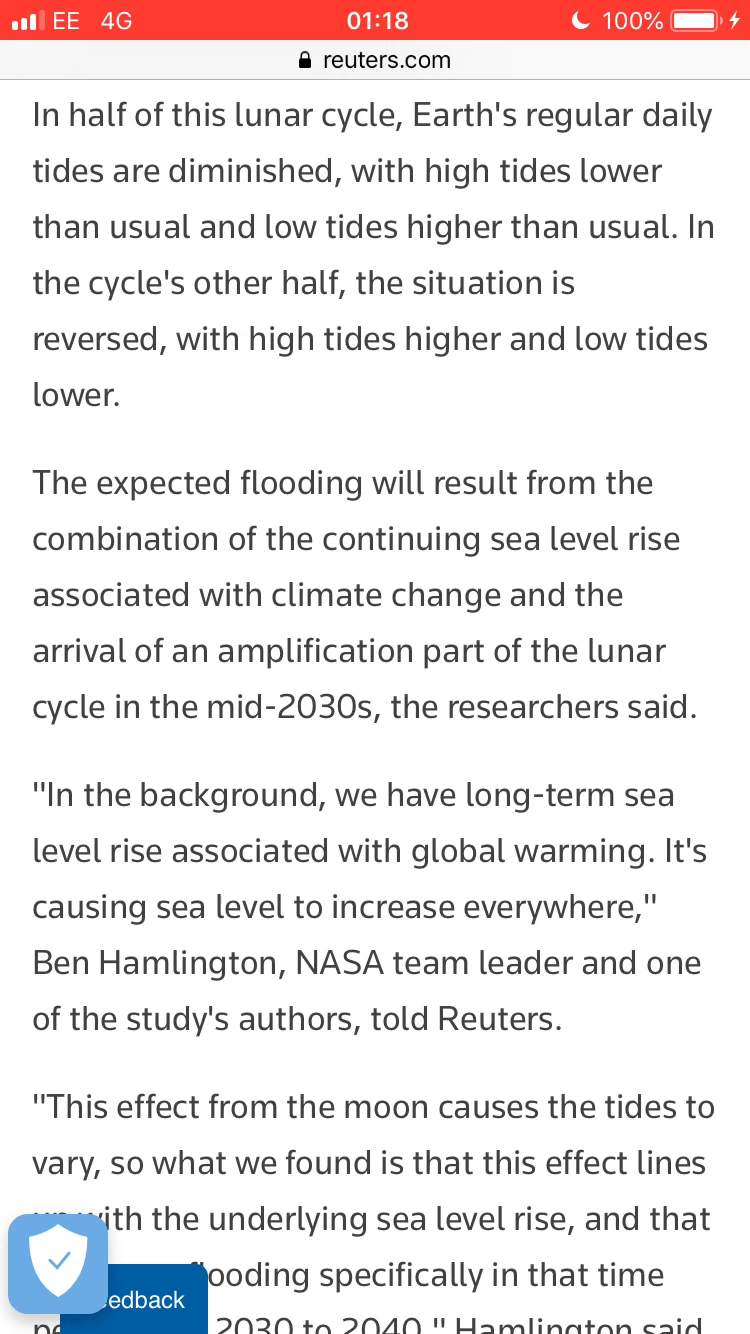 EE 4G 01:18 100%
reuters.com
In half of this lunar cycle, Earth's regular daily
tides are diminished, with high tides lower
than usual and low tides higher than usual. In
the cycle's other half, the situation is
reversed, with high tides higher and low tides
lower.
The expected flooding will result from the
combination of the continuing sea level rise
associated with climate change and the
arrival of an amplification part of the lunar
cycle in the mid-2030s, the researchers said.
"In the background, we have long-term sea
level rise associated with global warming. It's
causing sea level to increase everywhere,"
Ben Hamlington, NASA team leader and one
of the study's authors, told Reuters.
"This effect from the moon causes the tides to
vary, so what we found is that this effect lines
with the underlying sea level rise, and that
flooding specifically in that time
edback
2030 to 2040," Hamlington said